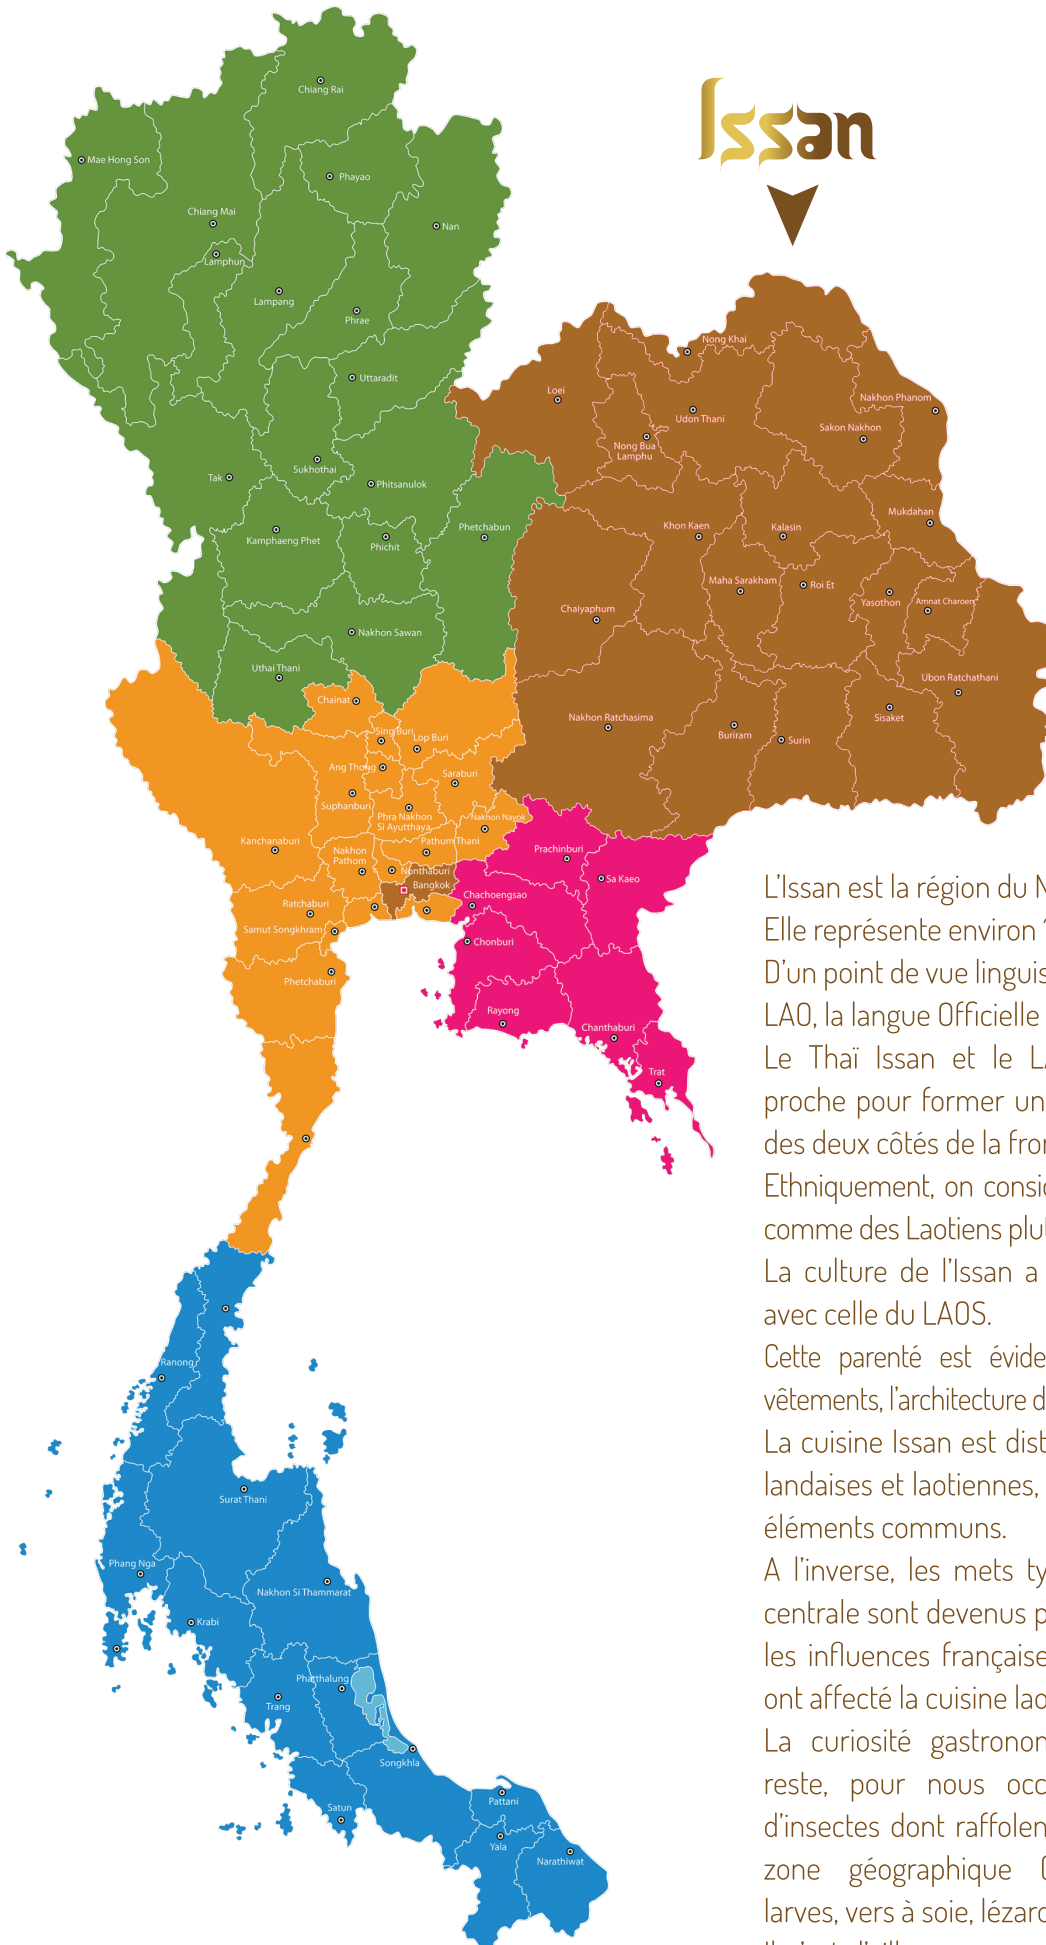 Issan
Chiang Rai
Mae Hong Son
Phayao
Chiang Mai
Nan
Lamphun
Lampang
Phrae
Uttaradit
Sukhothai
Tak
Phitsanulok
Kamphaeng Phet
Phichit
Phetchabun
Nakhon Sawan
Uthai Thani
Nong Khai
Loei
Nakhon Phanom
Udon Thani
Sakon Nakhon
Nong Bua
Lamphu
Mukdahan
Khon Kaen
Kalasin
Maha Sarakham
Roi Et
Yasothon
Amnat Charoen
Chaiyaphum
Ubon Ratchathani
Nakhon Ratchasima
Sisaket
Buriram
Surin
Chainat
Sing Buri
Lop Buri
Ang Thong
Saraburi
Suphanburi
Phra Nakhon
Si Ayutthaya
Nakhon Nayok
Kanchanaburi
Pathum Thani
Nakhon
Pathom
Nonthaburi
Bangkok
Ratchaburi
Samut Songkhram
Phetchaburi
Prachinburi
Sa Kaeo
Chachoengsao
Chonburi
Rayong
Chanthaburi
Trat
Ranong
Surat Thani
Phang Nga
Nakhon Si Thammarat
Krabi
Phatthalung
Trang
Songkhla
Satun
Pattani
Yala
Narathiwat
L'Issan est la région du N
Elle représente environ
D'un point de vue linguis
LAO, la langue Officielle
Le Thaï Issan et le L
proche pour former un
des deux côtés de la fron
Ethniquement, on consi
comme des Laotiens plu
La culture de l'Issan a
avec celle du LAOS.
Cette parenté est évide
vêtements, l'architecture d
La cuisine Issan est dist
landaises et laotiennes,
éléments communs.
A l'inverse, les mets ty
centrale sont devenus p
les influences française
ont affecté la cuisine lao
La curiosité gastronom
reste, pour nous occ
d'insectes dont raffolen
zone géographique (
larves, vers à soie, lézard